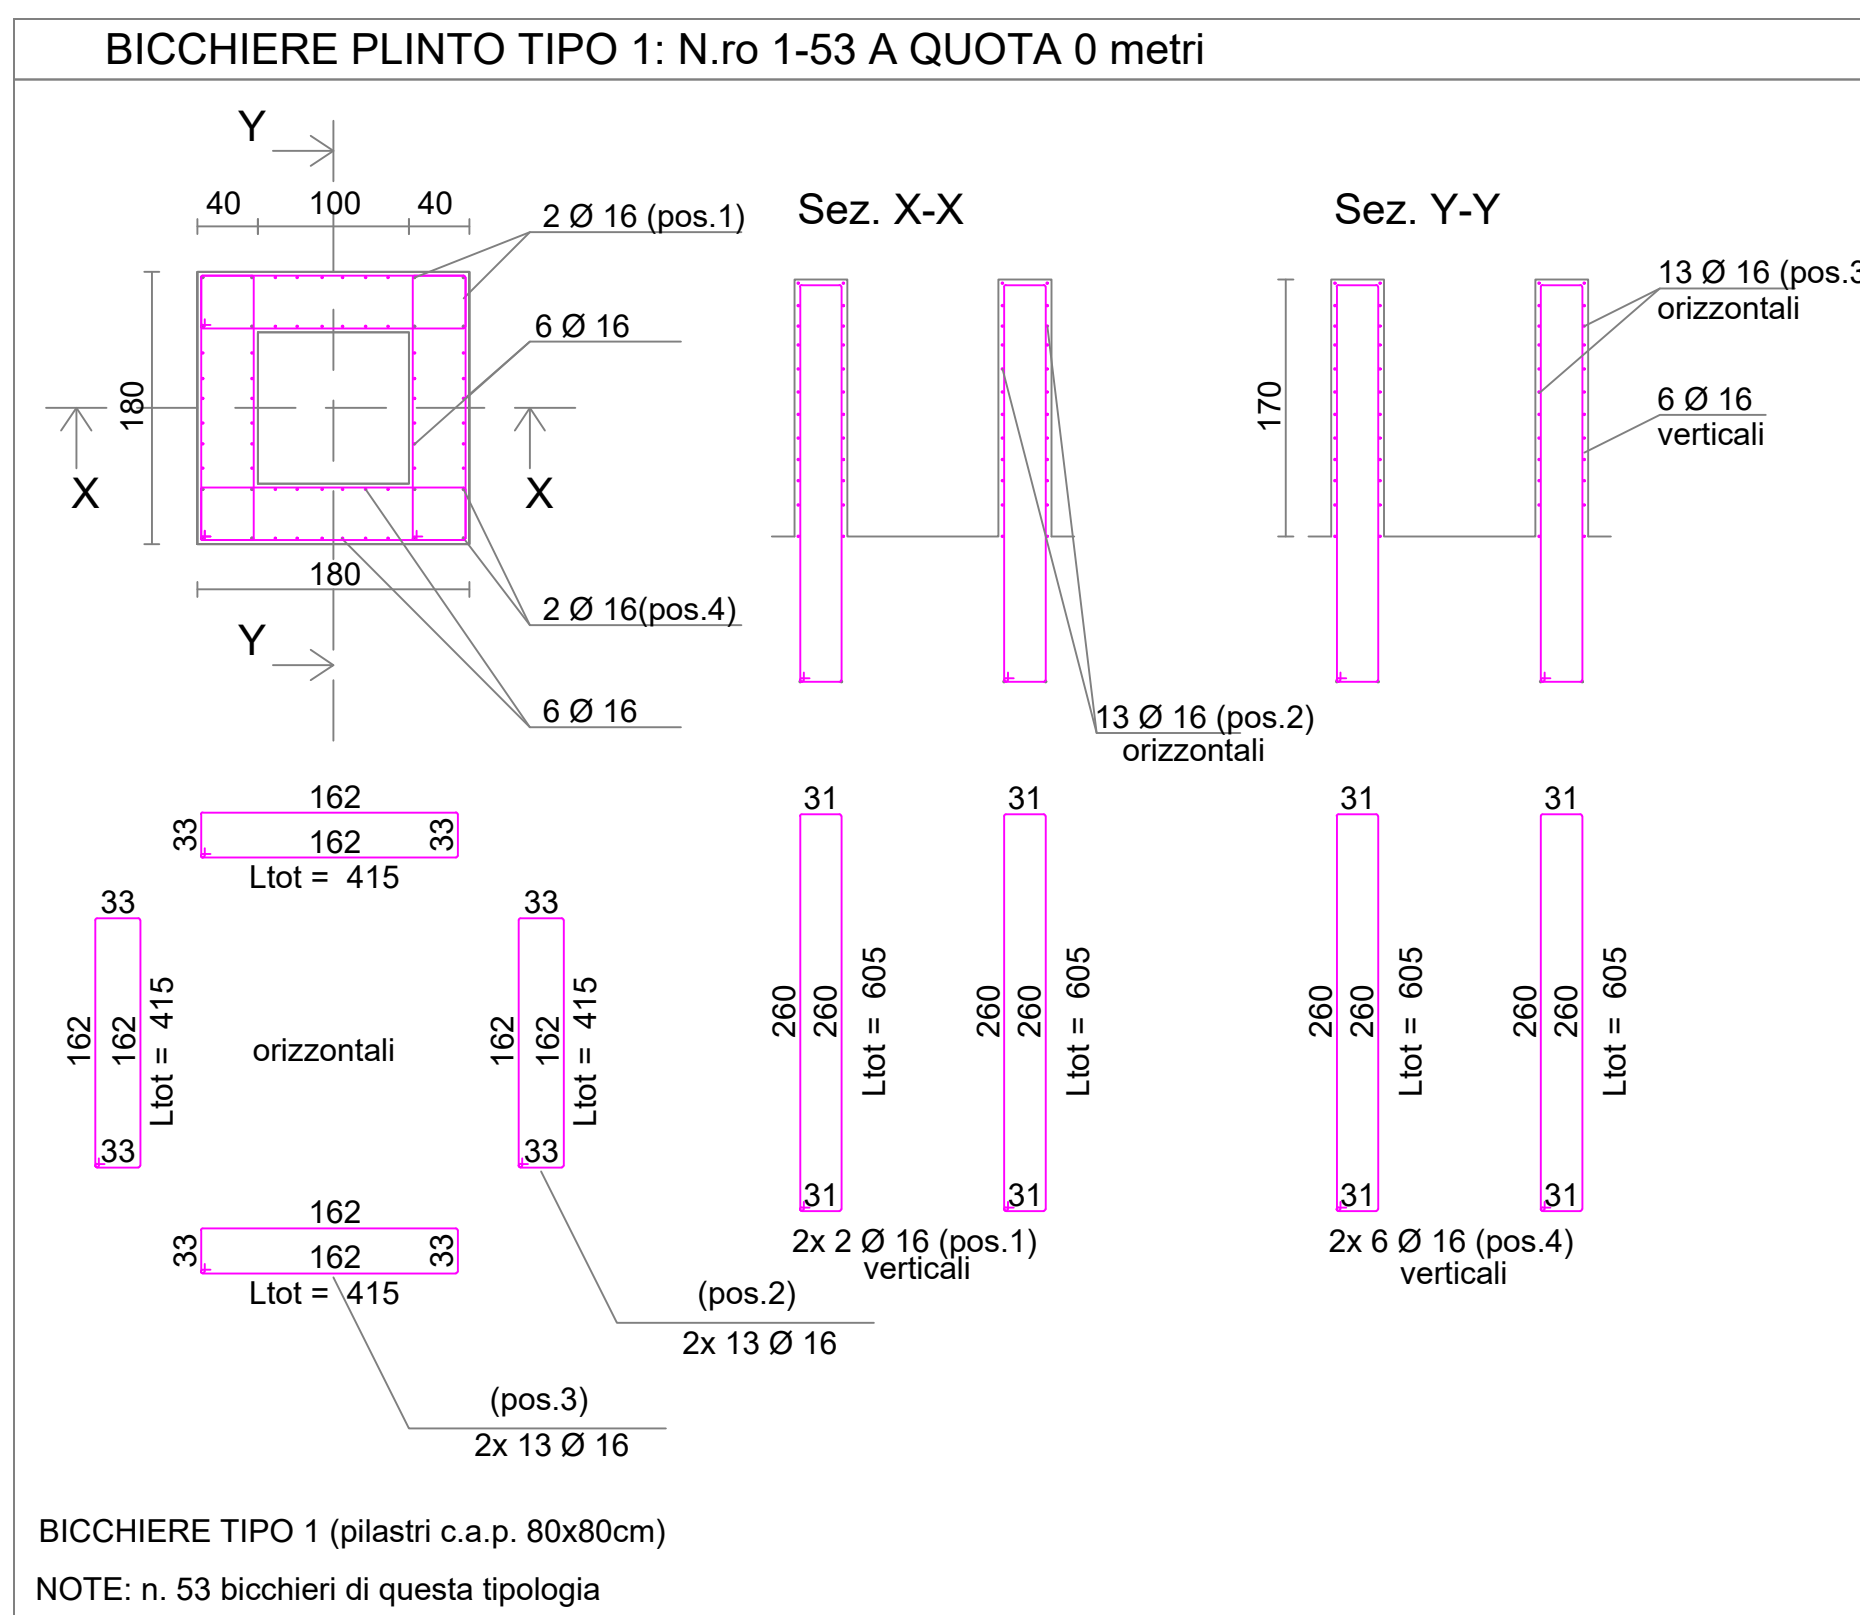 BICCHIERE PLINTO TIPO 1: N.ro 1-53 A QUOTA 0 metri
Y
40 100 40
2 Ø 16 (pos.1)
6 Ø 16
180
X X
180
2 Ø 16(pos.4)
Y
6 Ø 16
Sez. X-X
13 Ø 16 (pos.2)
orizzontali
Sez. Y-Y
13 Ø 16 (pos.3
orizzontali
170
6 Ø 16
verticali
162
33 162 33
Ltot = 415
33
162 162 Ltot = 415
33
orizzontali
33
162 162 Ltot = 415
33
162
33 162 33
Ltot = 415
(pos.2)
2x 13 Ø 16
(pos.3)
2x 13 Ø 16
31 31
260 260 Ltot = 605 260 260 Ltot = 605
31 31
2x 2 Ø 16 (pos.1)
verticali
31 31
260 260 Ltot = 605 260 260 Ltot = 605
31 31
2x 6 Ø 16 (pos.4)
verticali
BICCHIERE TIPO 1 (pilastri c.a.p. 80x80cm)
NOTE: n. 53 bicchieri di questa tipologia